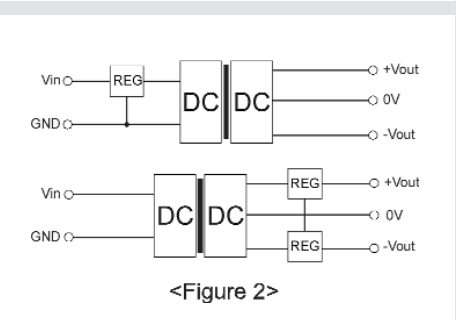 Vin REG DC DC +Vout
0V
GND -Vout
Vin DC DC REG +Vout
0V
GND REG -Vout
<Figure 2>